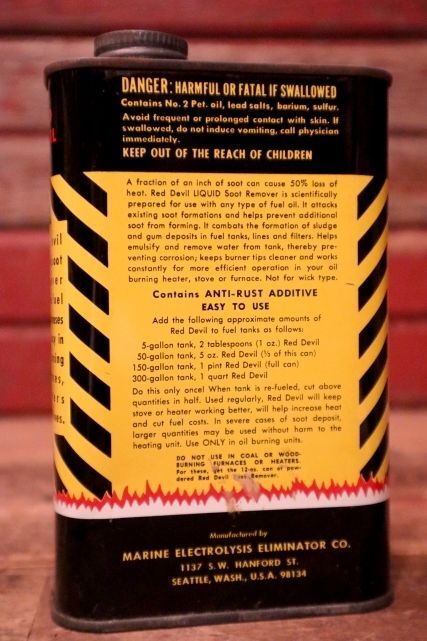 DANGER: HARMFUL OR FATAL IF SWALLOWED
Contains No. 2 Pet. oil, lead salts, barium, sulfur.
Avoid frequent or prolonged contact with skin. If
swallowed, do not induce vomiting, call physician
immediately.
KEEP OUT OF THE REACH OF CHILDREN
A fraction of an inch of soot can cause 50% loss of
heat. Red Devil LIQUID Soot Remover is scientifically
prepared for use with any type of fuel oil. It attacks
existing soot formations and helps prevent additional
soot from forming. It combats the formation of sludge
and gum deposits in fuel tanks, lines and filters. Helps
emulsify and remove water from tank, thereby pre-
venting corrosion; keeps burner tips cleaner and works
constantly for more efficient operation in your oil
burning heater, stove or furnace. Not for wick type.
Contains ANTI-RUST ADDITIVE
EASY TO USE
Add the following approximate amounts of
Red Devil to fuel tanks as follows:
5-gallon tank, 2 tablespoons (1 oz.) Red Devil
50-gallon tank, 5 oz. Red Devil (⅓ of this can)
150-gallon tank, 1 pint Red Devil (full can)
300-gallon tank, 1 quart Red Devil
Do this only once! When tank is re-fueled, cut above
quantities in half. Used regularly, Red Devil will keep
stove or heater working better, will help increase heat
and cut fuel costs. In severe cases of soot deposit,
larger quantities may be used without harm to the
heating unit. Use ONLY in oil burning units.
DO NOT USE IN COAL OR WOOD-
BURNING FURNACES OR HEATERS.
For these, get the 12-oz. can of pow-
dered Red Devil Soot Remover.
Manufactured by
MARINE ELECTROLYSIS ELIMINATOR CO.
1137 S.W. HANFORD ST.
SEATTLE, WASH., U.S.A. 98134